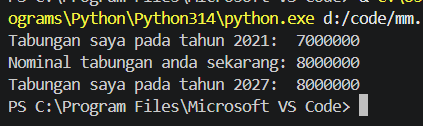 ograms\Python\Python314\python.exe d:/code/mm.
Tabungan saya pada tahun 2021:  7000000
Nominal tabungan anda sekarang: 8000000
Tabungan saya pada tahun 2027:  8000000
PS C:\Program Files\Microsoft VS Code>